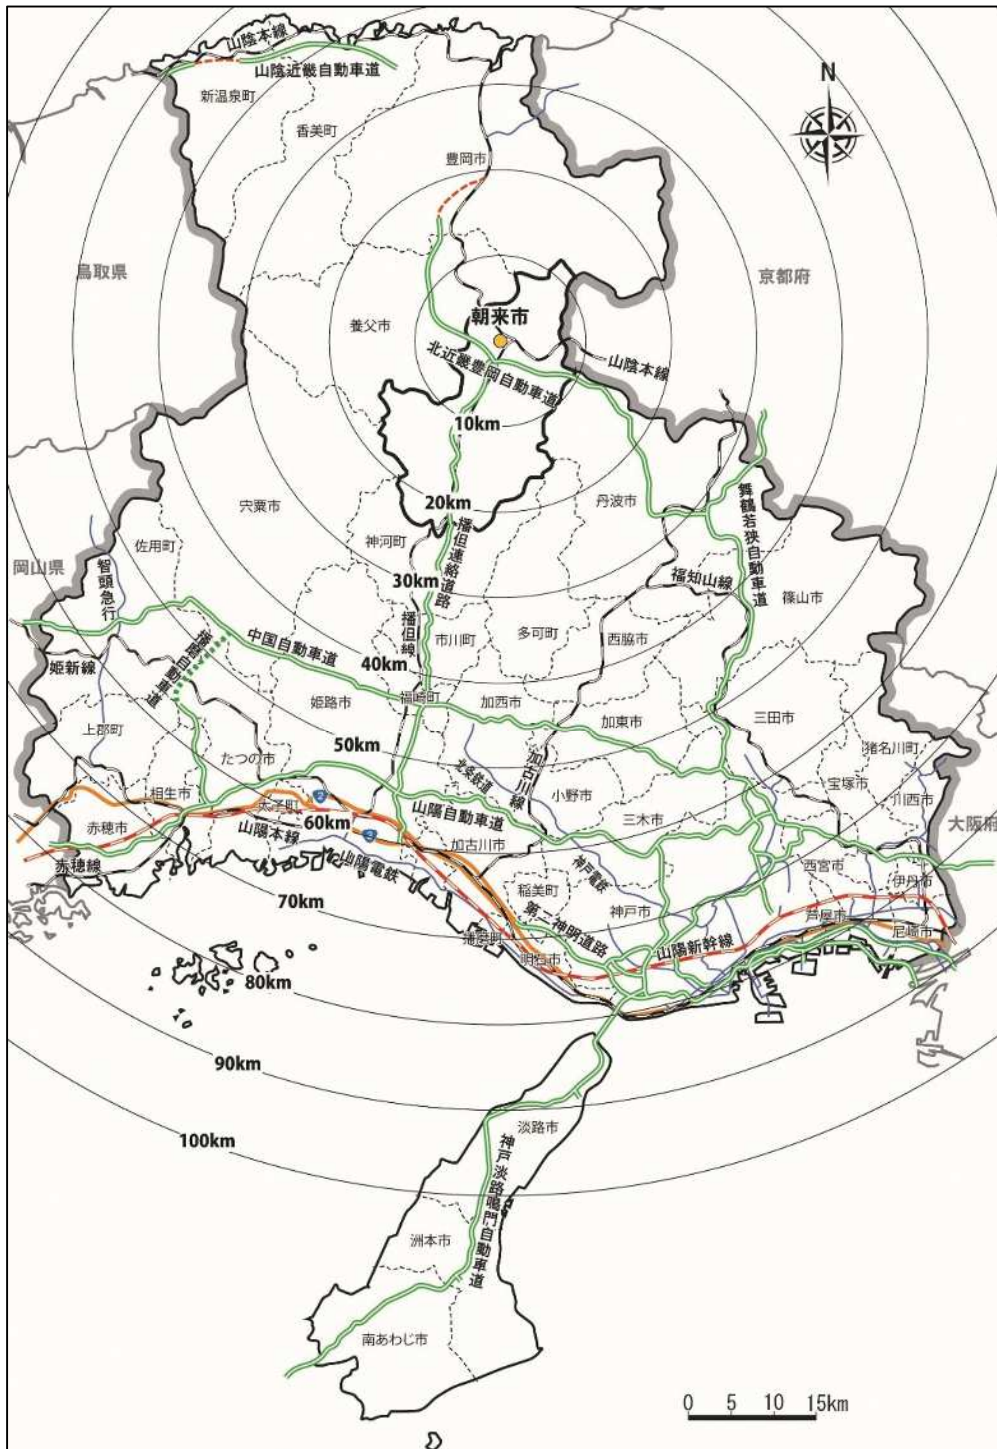 山陰本線
山陰近畿自動車道
新温泉町
香美町
N
豊岡市
鳥取県
京都府
朝来市
養父市
北近畿豊岡自動車道
山陰本線
10km
20km
丹波市
宍粟市
播但連絡道路
舞鶴若狭自動車道
佐用町
神河町
岡山県
智頭急行
30km
福知山線
篠山市
播但線
市川町
多可町
西脇市
中国自動車道
播磨自動車道
姫新線
40km
姫路市
福崎町
加西市
加東市
三田市
上郡町
猪名川町
50km
たつの市
加古川線
北条鉄道
宝塚市
相生市
小野市
川西市
太子町
2
山陽自動車道
三木市
赤穂市
60km
大阪府
山陽本線
2
加古川市
赤穂線
山陽電鉄
神戸電鉄
西宮市
伊丹市
稲美町
70km
第二神明道路
神戸市
芦屋市
尼崎市
播磨町
明石市
山陽新幹線
80km
90km
淡路市
100km
神戸淡路鳴門自動車道
洲本市
南あわじ市
0 5 10 15km